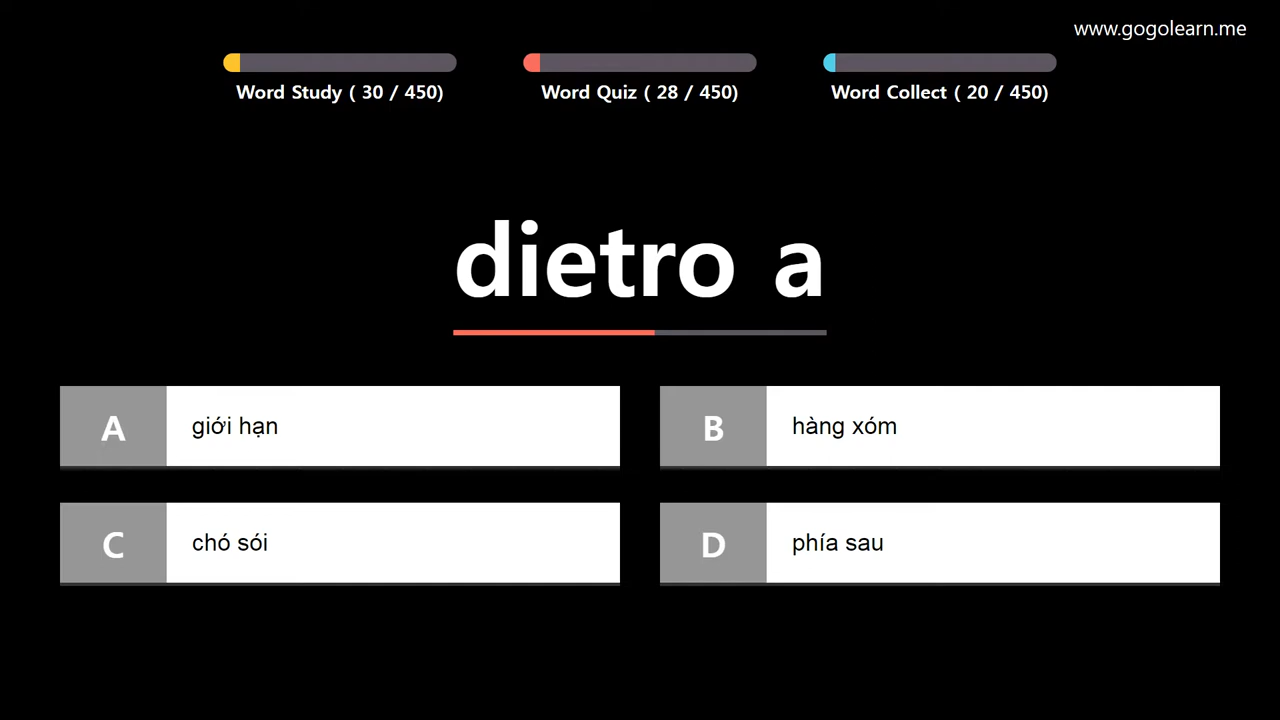 www.gogolearn.me
Word Study ( 30 / 450)
Word Quiz ( 28 / 450)
Word Collect ( 20 / 450)
dietro a
A giới hạn
B hàng xóm
C chó sói
D phía sau